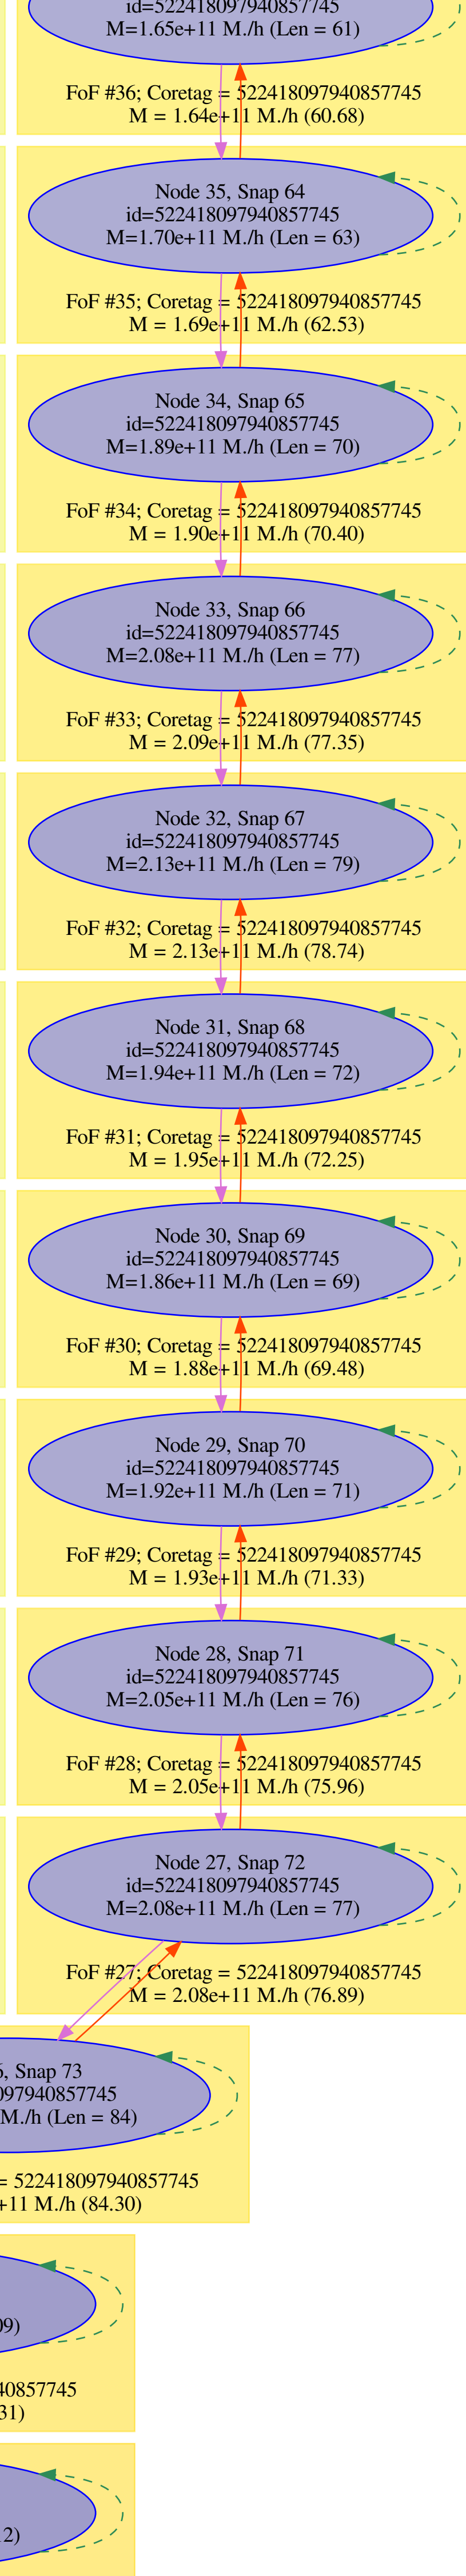 id=522418097940857745
M=1.65e+11 M./h (Len = 61)
FoF #36; Coretag = 522418097940857745
M = 1.64e+11 M./h (60.68)
Node 35, Snap 64
id=522418097940857745
M=1.70e+11 M./h (Len = 63)
FoF #35; Coretag = 522418097940857745
M = 1.69e+11 M./h (62.53)
Node 34, Snap 65
id=522418097940857745
M=1.89e+11 M./h (Len = 70)
FoF #34; Coretag = 522418097940857745
M = 1.90e+11 M./h (70.40)
Node 33, Snap 66
id=522418097940857745
M=2.08e+11 M./h (Len = 77)
FoF #33; Coretag = 522418097940857745
M = 2.09e+11 M./h (77.35)
Node 32, Snap 67
id=522418097940857745
M=2.13e+11 M./h (Len = 79)
FoF #32; Coretag = 522418097940857745
M = 2.13e+11 M./h (78.74)
Node 31, Snap 68
id=522418097940857745
M=1.94e+11 M./h (Len = 72)
FoF #31; Coretag = 522418097940857745
M = 1.95e+11 M./h (72.25)
Node 30, Snap 69
id=522418097940857745
M=1.86e+11 M./h (Len = 69)
FoF #30; Coretag = 522418097940857745
M = 1.88e+11 M./h (69.48)
Node 29, Snap 70
id=522418097940857745
M=1.92e+11 M./h (Len = 71)
FoF #29; Coretag = 522418097940857745
M = 1.93e+11 M./h (71.33)
Node 28, Snap 71
id=522418097940857745
M=2.05e+11 M./h (Len = 76)
FoF #28; Coretag = 522418097940857745
M = 2.05e+11 M./h (75.96)
Node 27, Snap 72
id=522418097940857745
M=2.08e+11 M./h (Len = 77)
FoF #27; Coretag = 522418097940857745
M = 2.08e+11 M./h (76.89)
, Snap 73
097940857745
M./h (Len = 84)
= 522418097940857745
+11 M./h (84.30)
09)
40857745
31)
12)